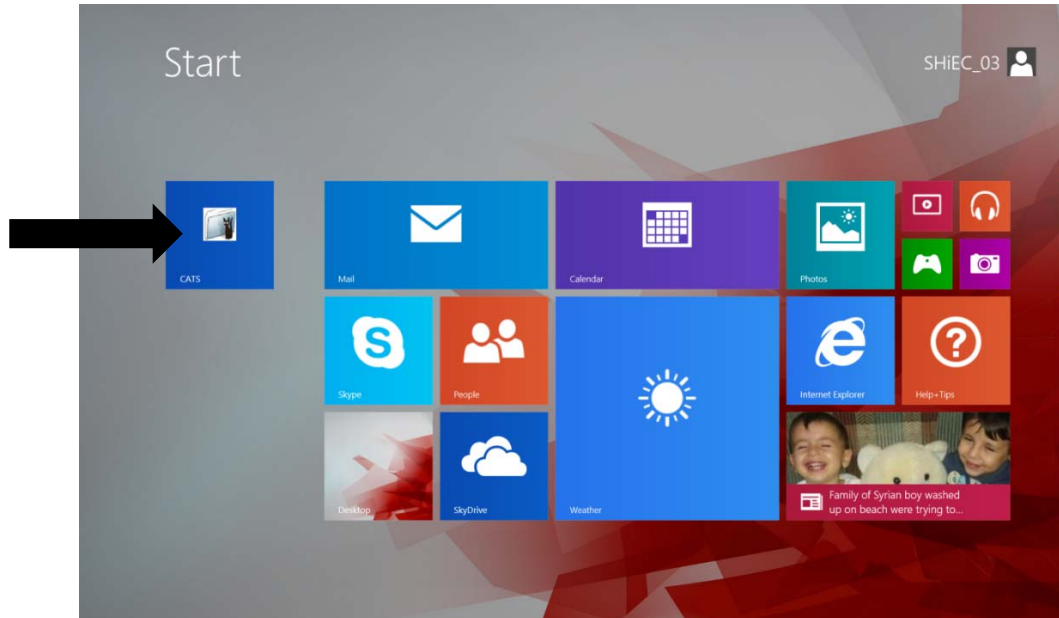 Start
SHiEC_03
CATS
Mail
Calendar
Photos
Skype
People
Internet Explorer
Help+Tips
Desktop
SkyDrive
Weather
Family of Syrian boy washed
up on beach were trying to...